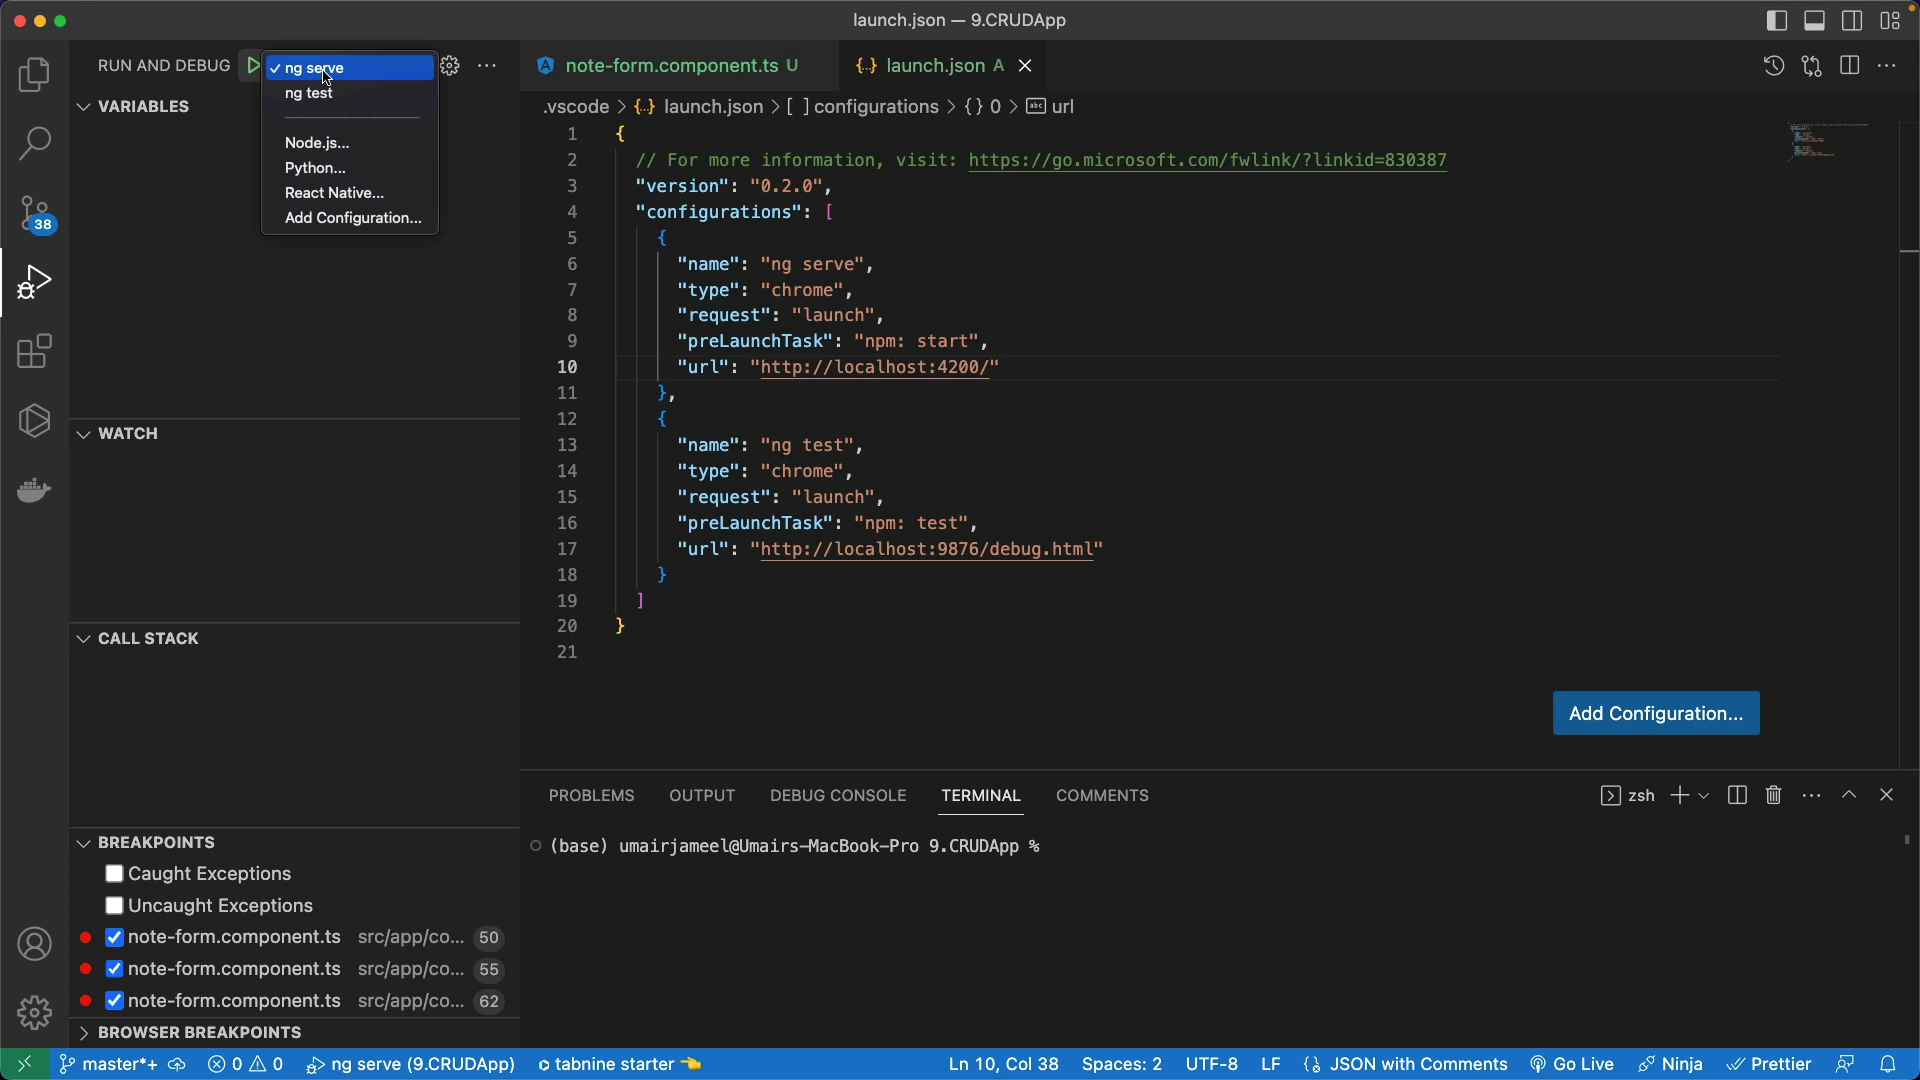 launch.json — 9.CRUDApp
RUN AND DEBUG
✓ ng serve
ng test
Node.js...
Python...
React Native...
Add Configuration...
VARIABLES
WATCH
CALL STACK
BREAKPOINTS
Caught Exceptions
Uncaught Exceptions
note-form.component.ts src/app/co... 50
note-form.component.ts src/app/co... 55
note-form.component.ts src/app/co... 62
BROWSER BREAKPOINTS
38
note-form.component.ts U
{..} launch.json A
.vscode > {..} launch.json > [ ] configurations > {} 0 > abc url
1 {
2 // For more information, visit: https://go.microsoft.com/fwlink/?linkid=830387
3 "version": "0.2.0",
4 "configurations": [
5 {
6 "name": "ng serve",
7 "type": "chrome",
8 "request": "launch",
9 "preLaunchTask": "npm: start",
10 "url": "http://localhost:4200/"
11 },
12 {
13 "name": "ng test",
14 "type": "chrome",
15 "request": "launch",
16 "preLaunchTask": "npm: test",
17 "url": "http://localhost:9876/debug.html"
18 }
19 ]
20 }
21
Add Configuration...
PROBLEMS OUTPUT DEBUG CONSOLE TERMINAL COMMENTS
zsh
(base) umairjameel@Umairs-MacBook-Pro 9.CRUDApp %
master*+ 0 0 ng serve (9.CRUDApp) tabnine starter 👈 Ln 10, Col 38 Spaces: 2 UTF-8 LF {} JSON with Comments Go Live Ninja Prettier